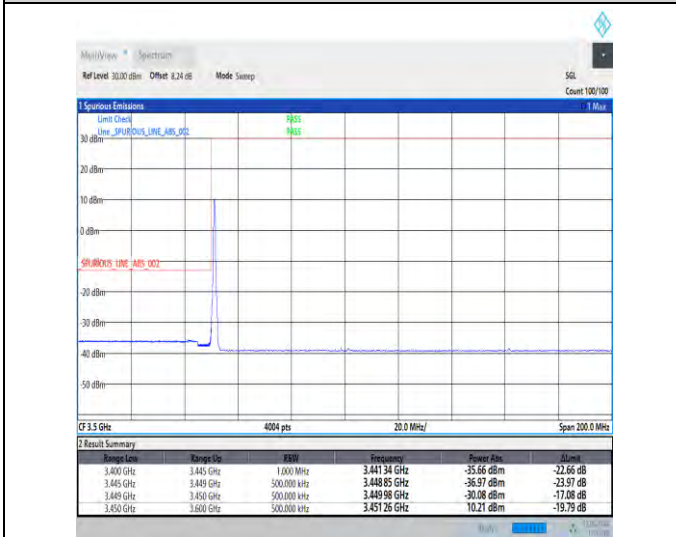 MultiView Spectrum
Ref Level 30.00 dBm Offset 8.24 dB Mode Sweep SGL
Count 100/100
1 Spurious Emissions 1 Max
Limit Check PASS
Line _SPURIOUS_LINE_ABS_002 PASS
30 dBm
20 dBm
10 dBm
0 dBm
_SPURIOUS_LINE_ABS_002
-20 dBm
-30 dBm
-40 dBm
-50 dBm
CF 3.5 GHz 4004 pts 20.0 MHz/ Span 200.0 MHz
2 Result Summary
Range Low Range Up RBW Frequency Power Abs ΔLimit
3.400 GHz 3.445 GHz 1.000 MHz 3.441 34 GHz -35.66 dBm -22.66 dB
3.445 GHz 3.449 GHz 500.000 kHz 3.448 85 GHz -36.97 dBm -23.97 dB
3.449 GHz 3.450 GHz 500.000 kHz 3.449 98 GHz -30.08 dBm -17.08 dB
3.450 GHz 3.600 GHz 500.000 kHz 3.451 26 GHz 10.21 dBm -19.79 dB